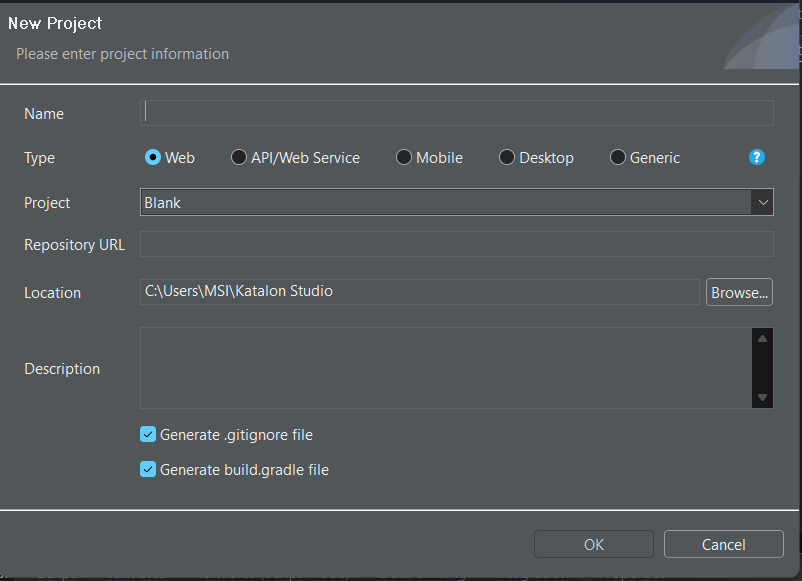 New Project
Please enter project information
Name
Type Web API/Web Service Mobile Desktop Generic ?
Project Blank
Repository URL
Location C:\Users\MSI\Katalon Studio Browse...
Description
Generate .gitignore file
Generate build.gradle file
OK Cancel